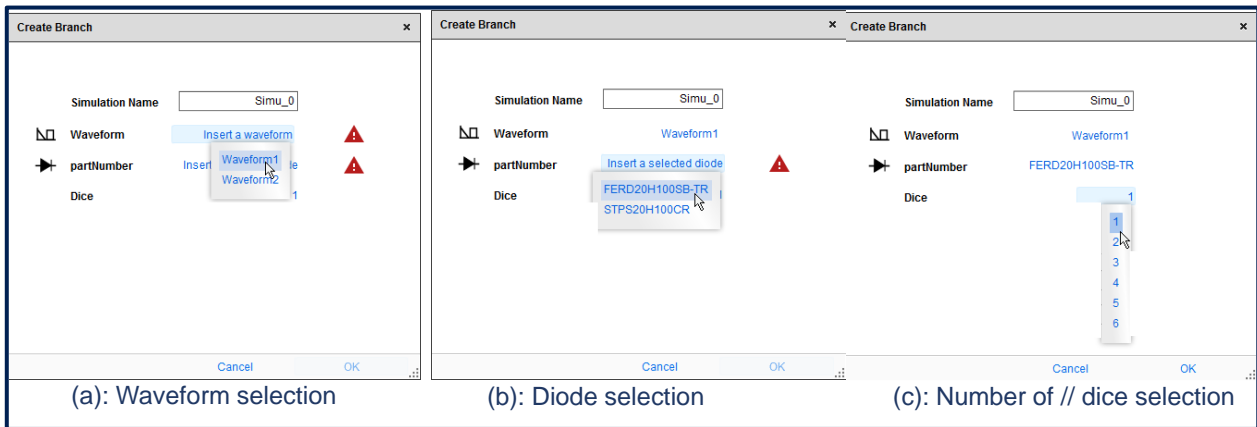 Create Branch ×
Simulation Name Simu_0
Waveform Insert a waveform
partNumber Insert le
Waveform1
Waveform2
Dice 1
Cancel OK
(a): Waveform selection
Create Branch ×
Simulation Name Simu_0
Waveform Waveform1
partNumber Insert a selected diode
Dice
FERD20H100SB-TR
STPS20H100CR
Cancel OK
(b): Diode selection
Create Branch ×
Simulation Name Simu_0
Waveform Waveform1
partNumber FERD20H100SB-TR
Dice 1
1
2
3
4
5
6
Cancel OK
(c): Number of // dice selection